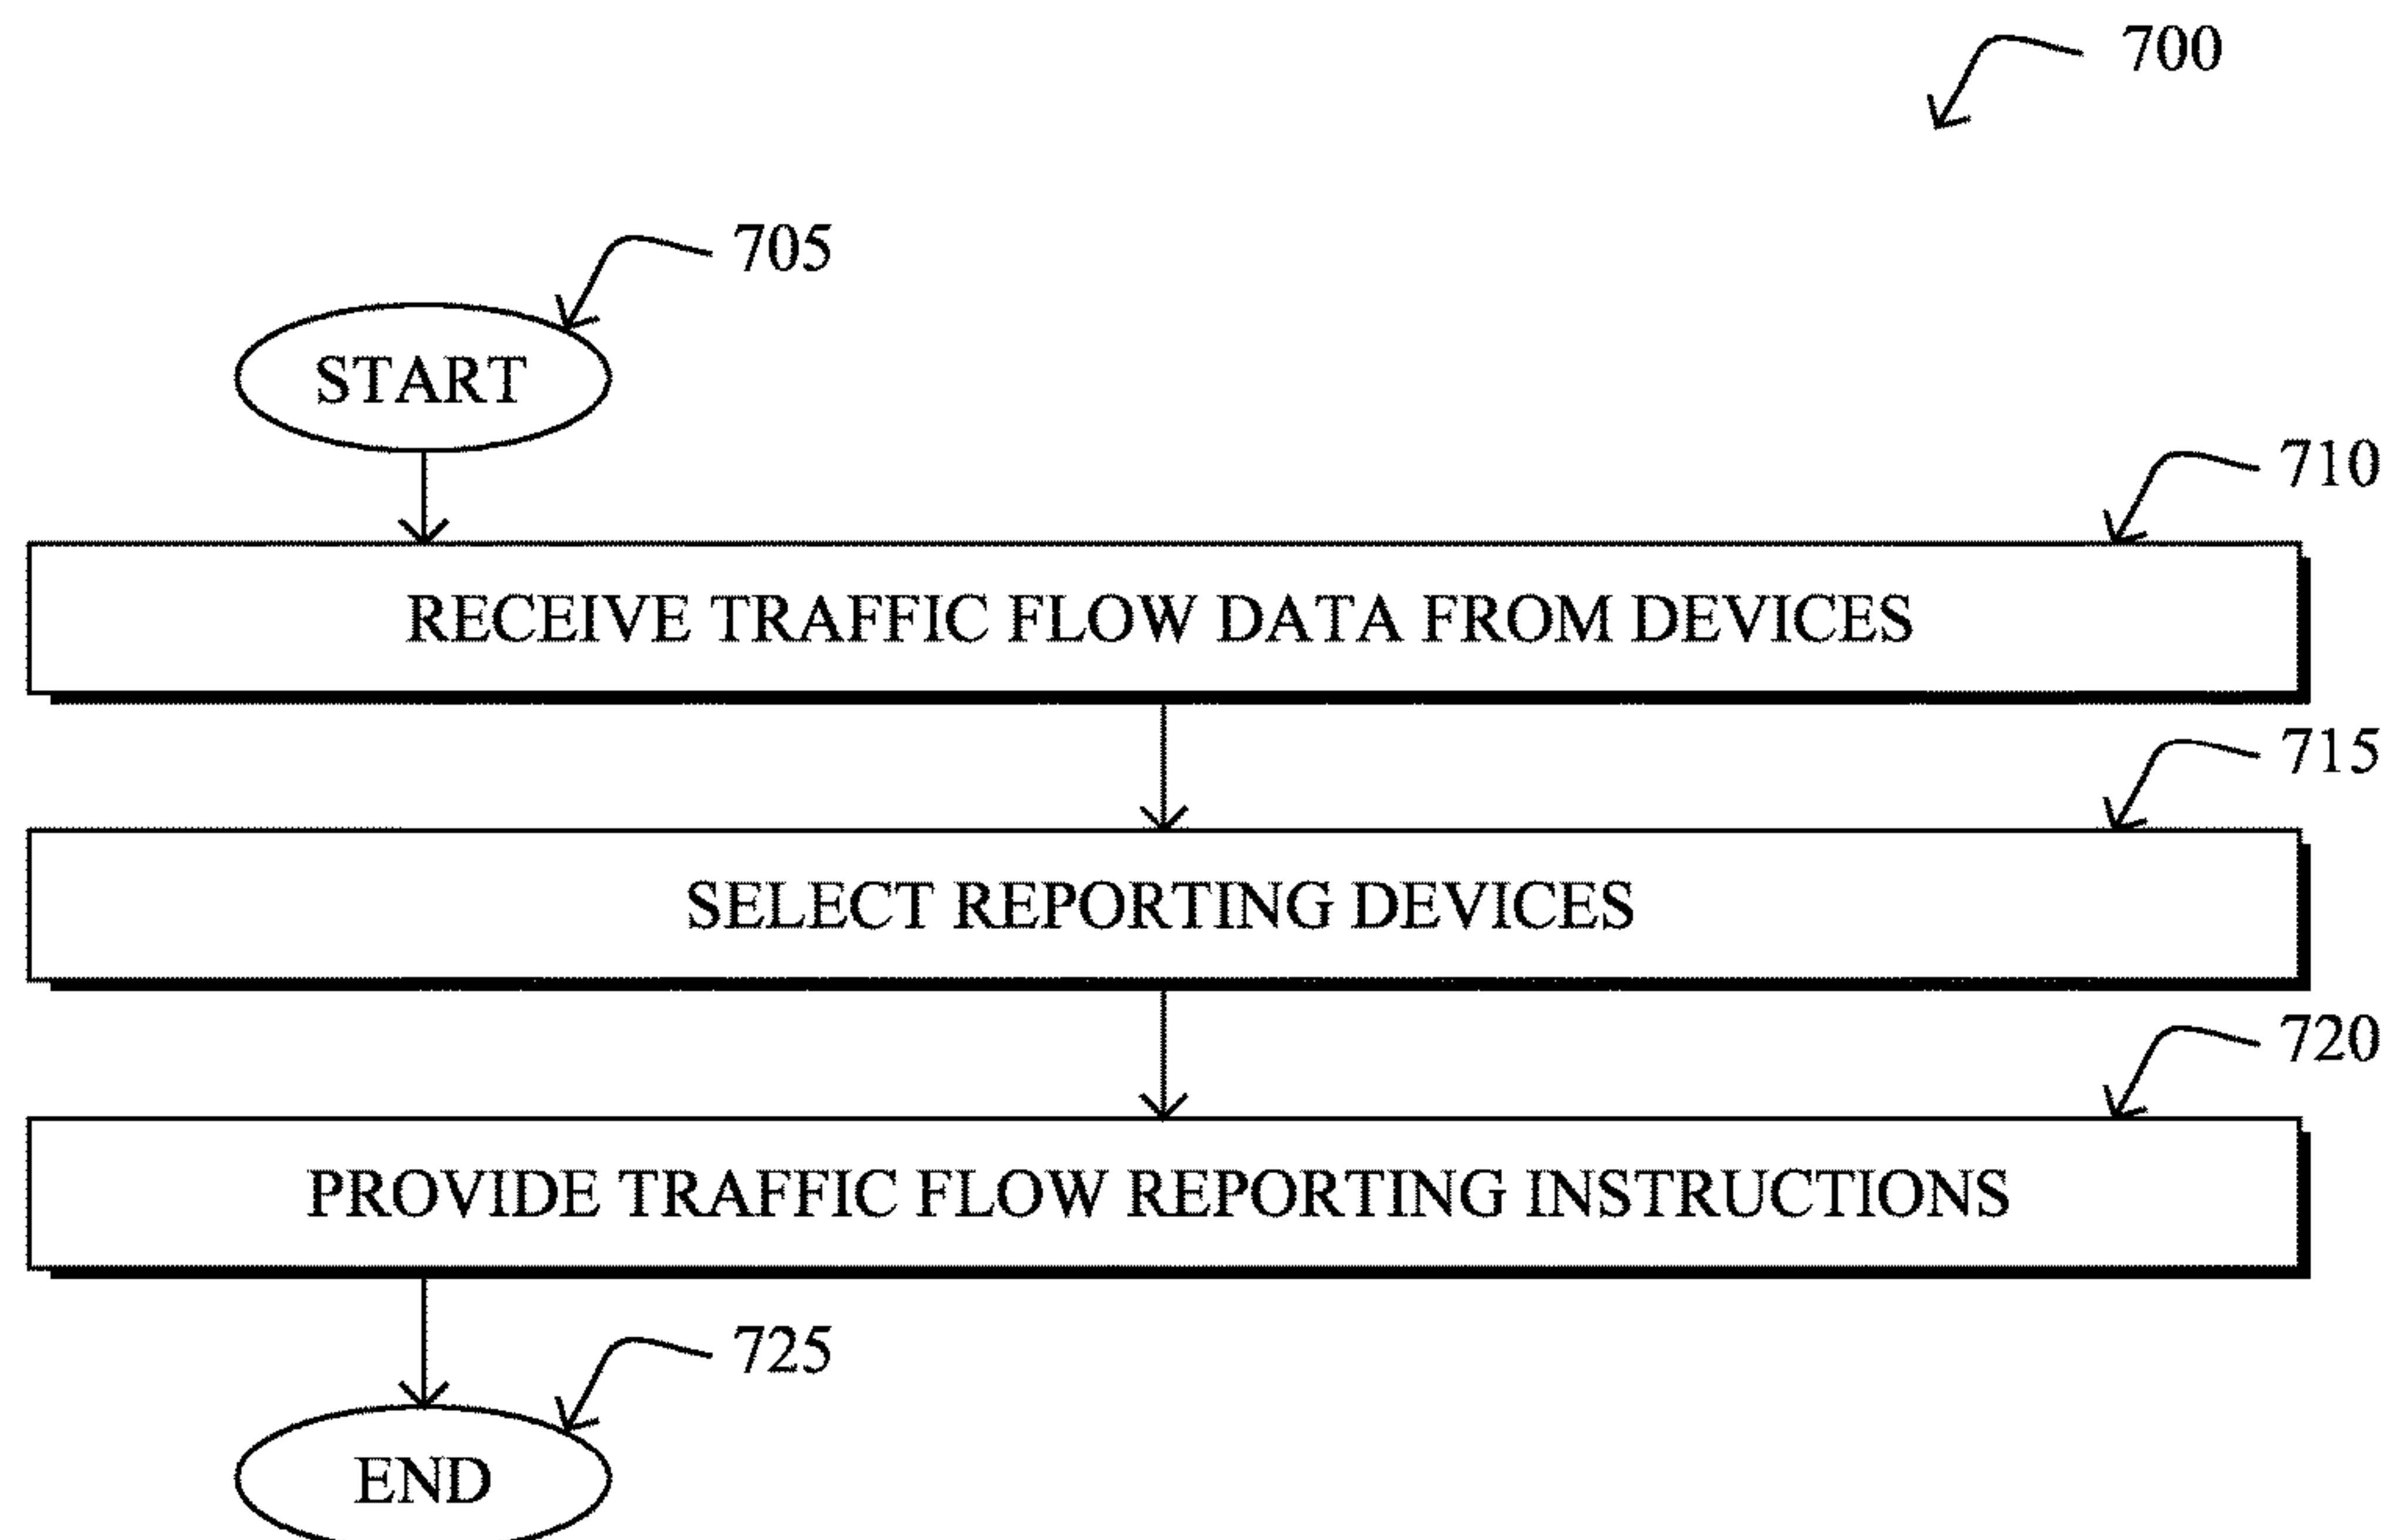 700
705
START
710
RECEIVE TRAFFIC FLOW DATA FROM DEVICES
715
SELECT REPORTING DEVICES
720
PROVIDE TRAFFIC FLOW REPORTING INSTRUCTIONS
725
END